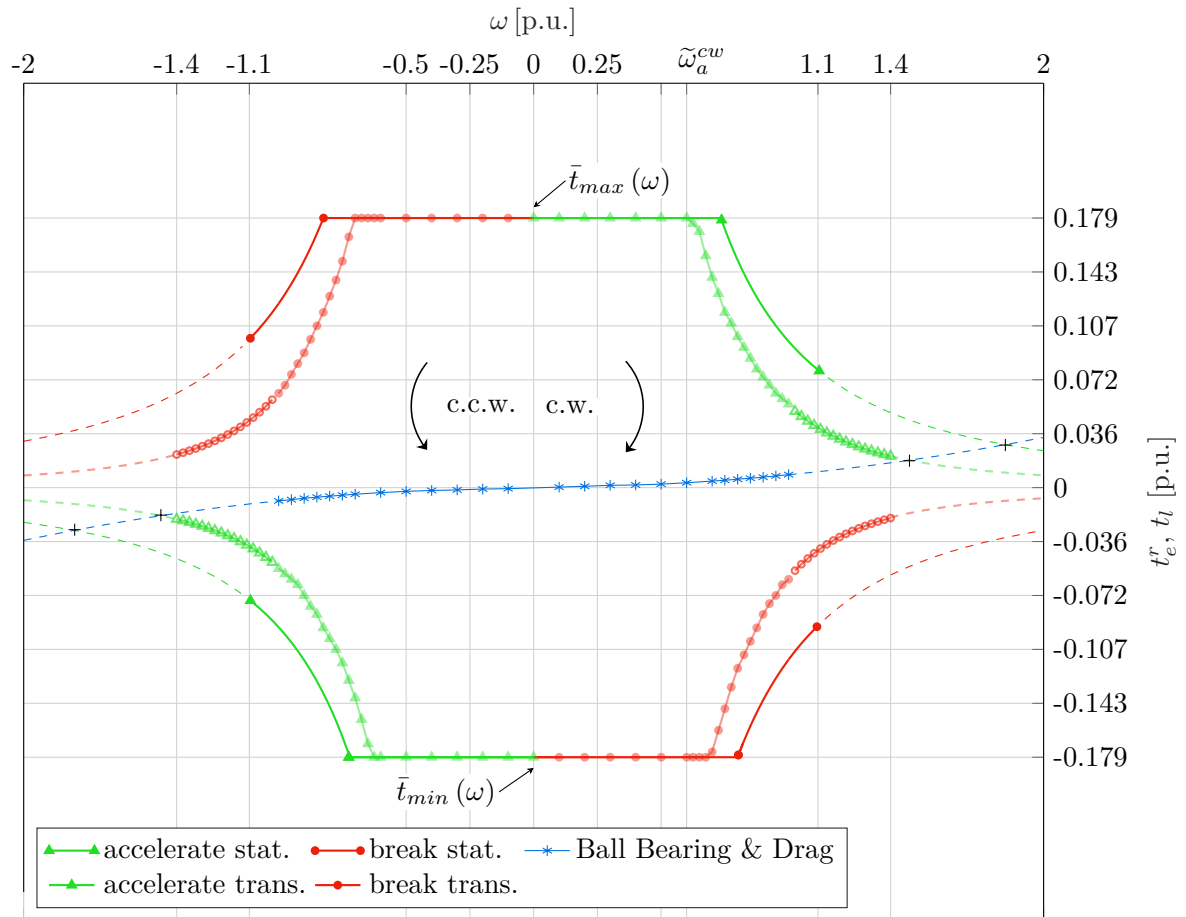 ω [p.u.]
-2 -1.4 -1.1 -0.5 -0.25 0 0.25 ω̃_a^{cw} 1.1 1.4 2
t̄_{max} (ω)
0.179
0.143
0.107
0.072
c.c.w. c.w.
0.036
0
-0.036
-0.072
-0.107
-0.143
-0.179
t_e^r, t_l [p.u.]
t̄_{min} (ω)
accelerate stat. break stat. Ball Bearing & Drag
accelerate trans. break trans.